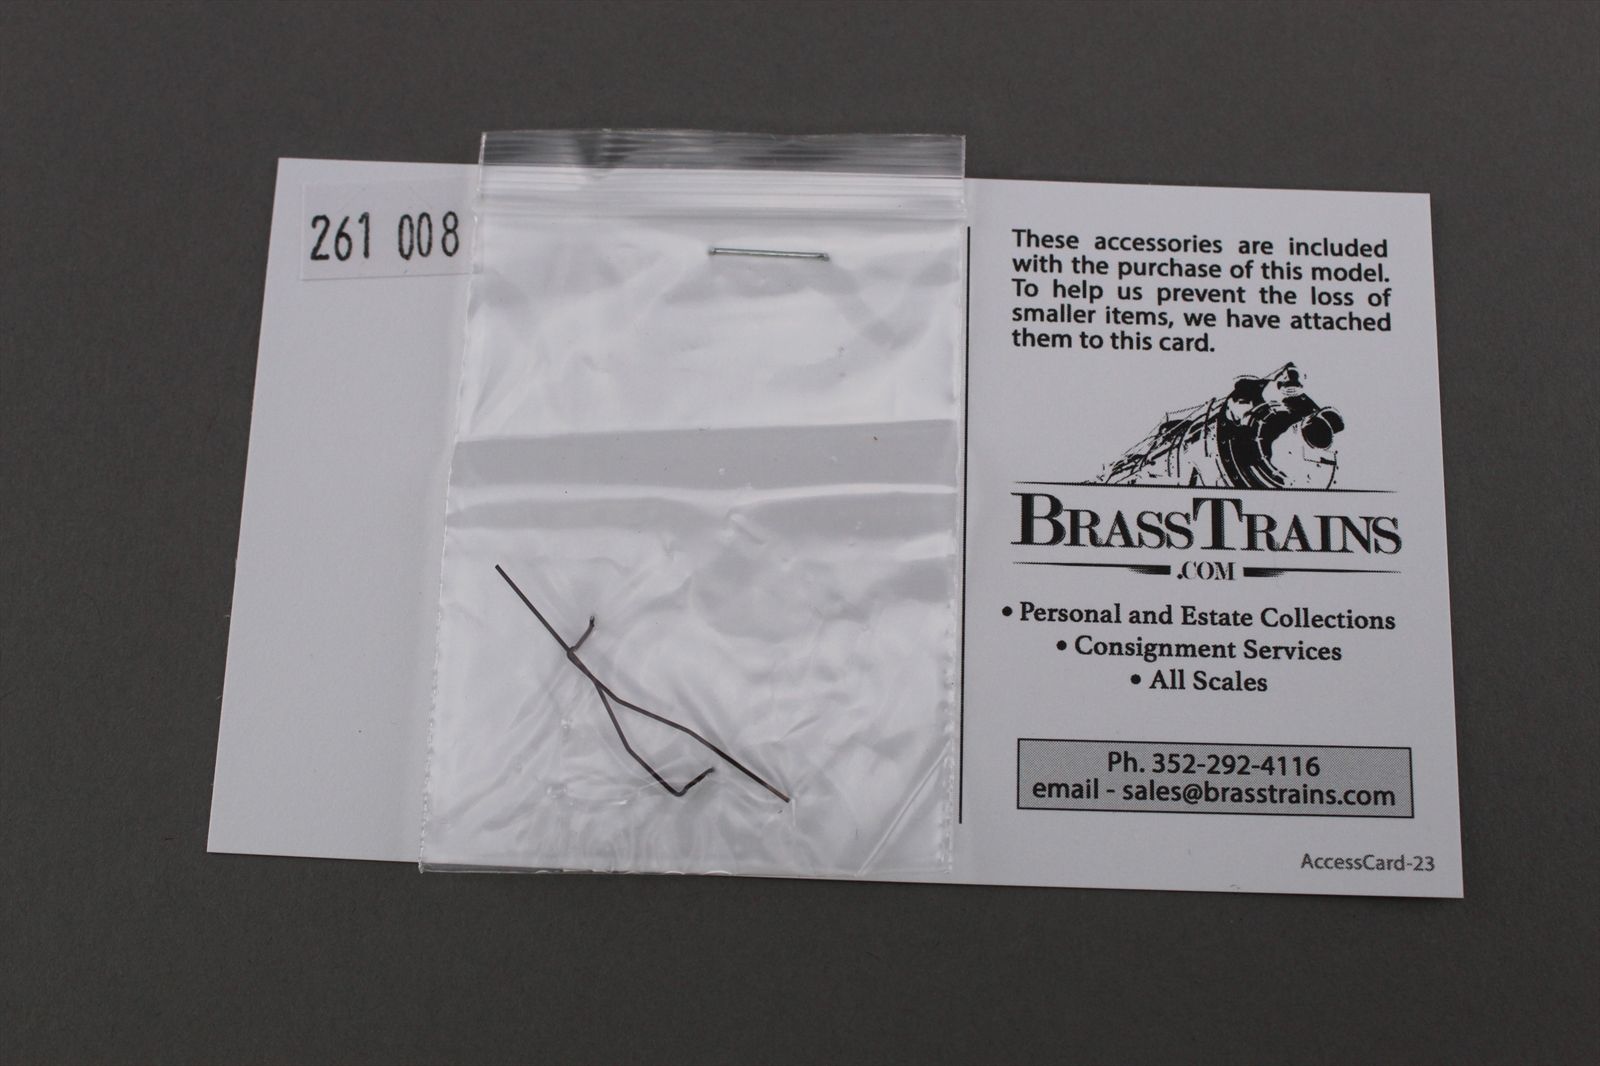 261 008
These accessories are included
with the purchase of this model.
To help us prevent the loss of
smaller items, we have attached
them to this card.
BRASSTRAINS
.COM
• Personal and Estate Collections
• Consignment Services
• All Scales
Ph. 352-292-4116
email - sales@brasstrains.com
AccessCard-23